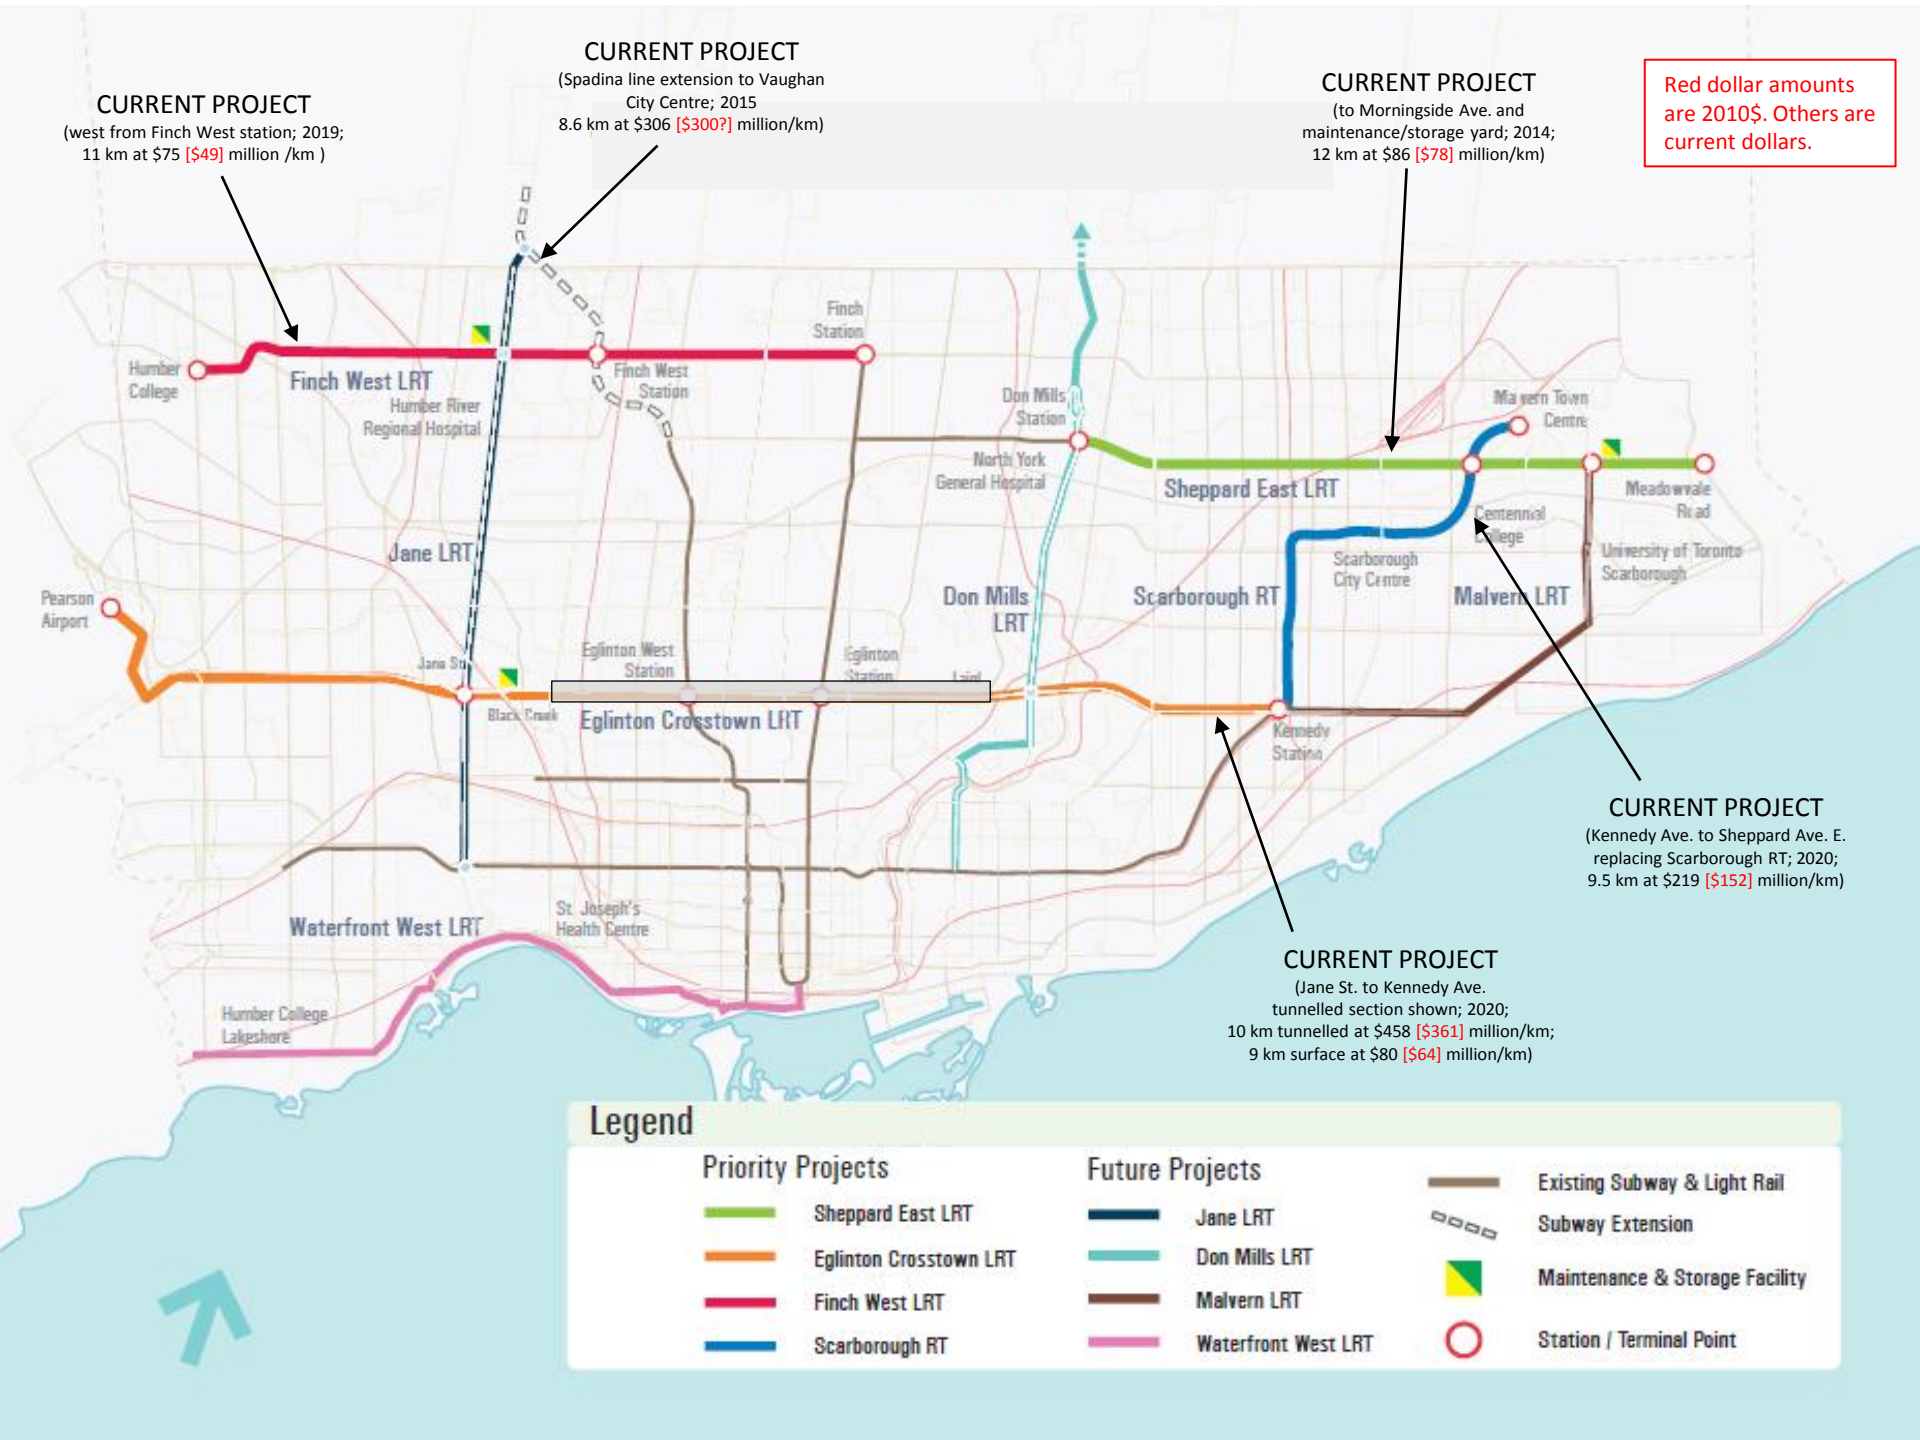 CURRENT PROJECT
(west from Finch West station; 2019;
11 km at $75 [$49] million /km )
CURRENT PROJECT
(Spadina line extension to Vaughan
City Centre; 2015
8.6 km at $306 [$300?] million/km)
CURRENT PROJECT
(to Morningside Ave. and
maintenance/storage yard; 2014;
12 km at $86 [$78] million/km)
Red dollar amounts
are 2010$. Others are
current dollars.
Finch
Station
Humber
College
Finch West LRT
Humber River
Regional Hospital
Finch West
Station
Don Mills
Station
North York
General Hospital
Malvern Town
Centre
Sheppard East LRT
Meadowvale
Road
Centennial
College
University of Toronto
Scarborough
Scarborough
City Centre
Jane LRT
Pearson
Airport
Don Mills
LRT
Scarborough RT
Malvern LRT
Jane St.
Eglinton West
Station
Eglinton
Station
Laird
Black Creek
Eglinton Crosstown LRT
Kennedy
Station
CURRENT PROJECT
(Kennedy Ave. to Sheppard Ave. E.
replacing Scarborough RT; 2020;
9.5 km at $219 [$152] million/km)
Waterfront West LRT
St. Joseph's
Health Centre
CURRENT PROJECT
(Jane St. to Kennedy Ave.
tunnelled section shown; 2020;
10 km tunnelled at $458 [$361] million/km;
9 km surface at $80 [$64] million/km)
Humber College
Lakeshore
Legend
Priority Projects
Sheppard East LRT
Eglinton Crosstown LRT
Finch West LRT
Scarborough RT
Future Projects
Jane LRT
Don Mills LRT
Malvern LRT
Waterfront West LRT
Existing Subway & Light Rail
Subway Extension
Maintenance & Storage Facility
Station / Terminal Point